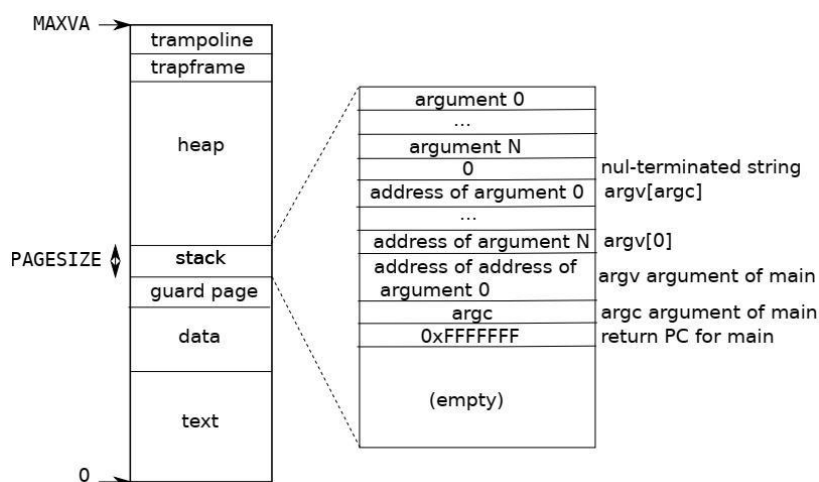 MAXVA
trampoline
trapframe
heap
PAGESIZE
stack
guard page
data
text
0
argument 0
...
argument N
0
nul-terminated string
address of argument 0
argv[argc]
...
address of argument N
argv[0]
address of address of
argument 0
argv argument of main
argc
argc argument of main
0xFFFFFFF
return PC for main
(empty)